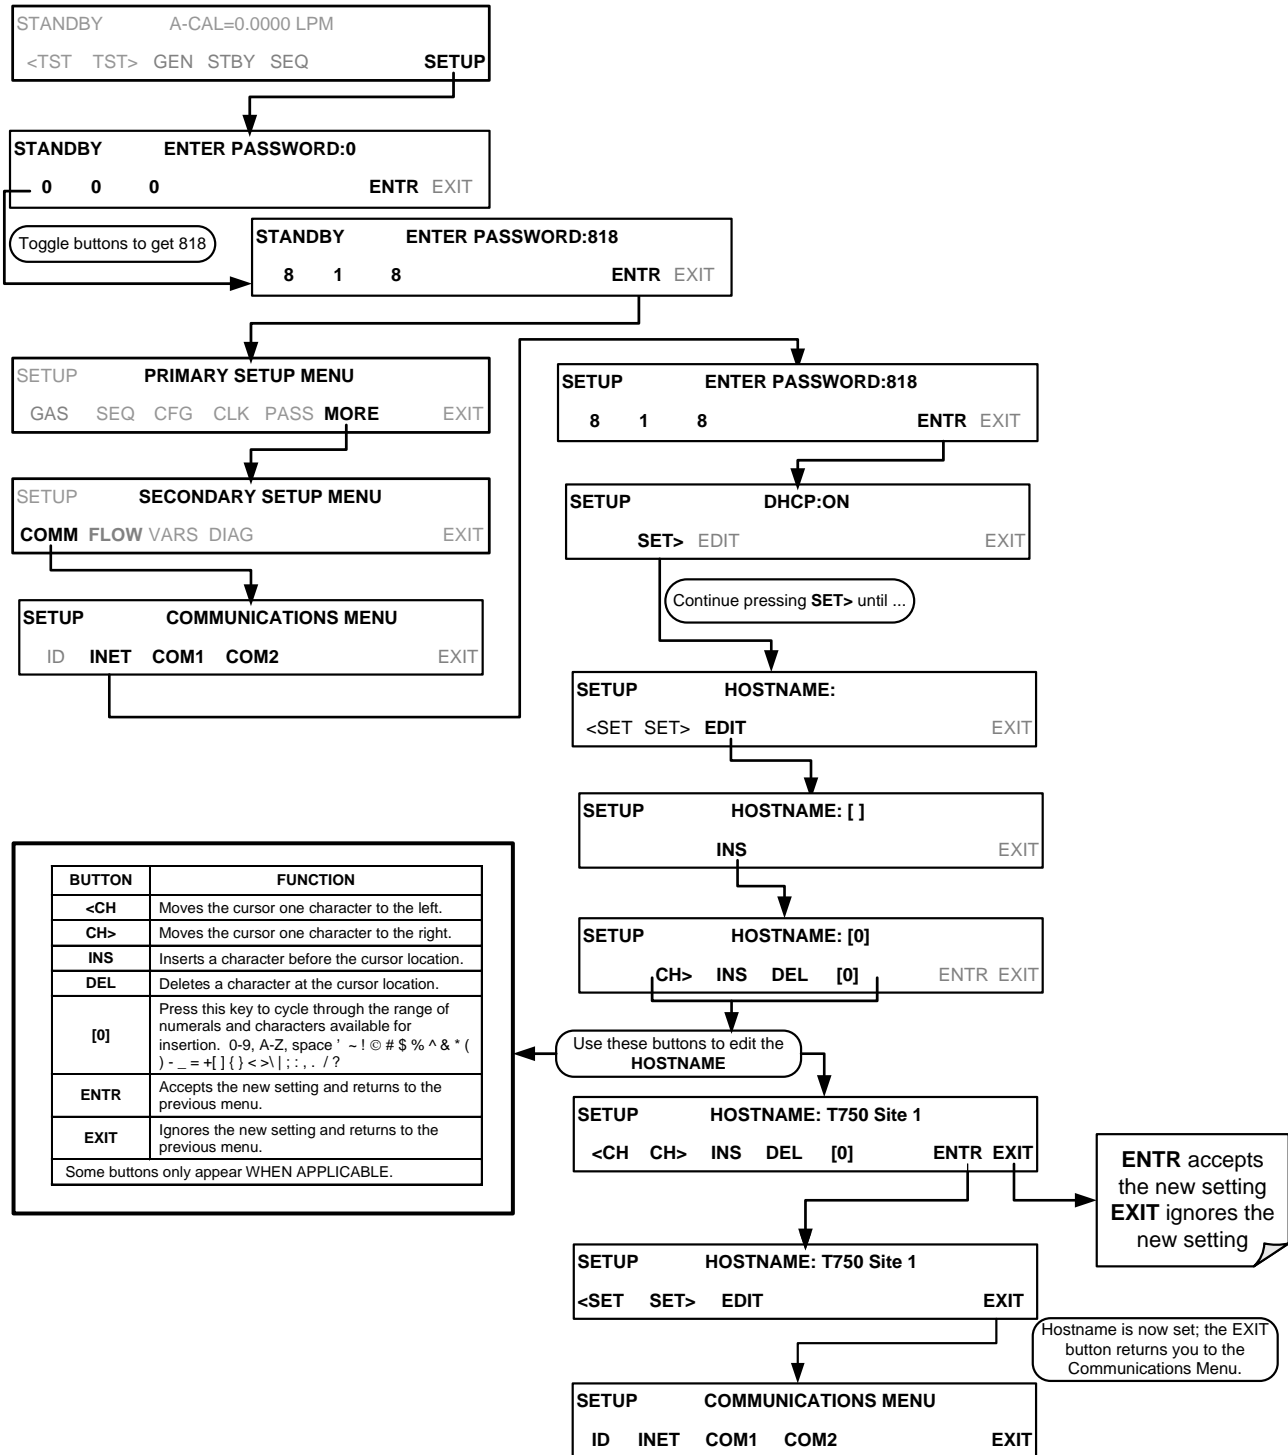 STANDBY A-CAL=0.0000 LPM
<TST TST> GEN STBY SEQ SETUP
STANDBY ENTER PASSWORD:0
0 0 0 ENTR EXIT
Toggle buttons to get 818
STANDBY ENTER PASSWORD:818
8 1 8 ENTR EXIT
SETUP PRIMARY SETUP MENU
GAS SEQ CFG CLK PASS MORE EXIT
SETUP SECONDARY SETUP MENU
COMM FLOW VARS DIAG EXIT
SETUP COMMUNICATIONS MENU
ID INET COM1 COM2 EXIT
SETUP ENTER PASSWORD:818
8 1 8 ENTR EXIT
SETUP DHCP:ON
SET> EDIT EXIT
Continue pressing SET> until ...
SETUP HOSTNAME:
<SET SET> EDIT EXIT
SETUP HOSTNAME: [ ]
INS EXIT
SETUP HOSTNAME: [0]
CH> INS DEL [0] ENTR EXIT
Use these buttons to edit the
HOSTNAME
BUTTON FUNCTION
<CH Moves the cursor one character to the left.
CH> Moves the cursor one character to the right.
INS Inserts a character before the cursor location.
DEL Deletes a character at the cursor location.
[0] Press this key to cycle through the range of
numerals and characters available for
insertion. 0-9, A-Z, space ' ~ ! © # $ % ^ & * (
) - _ = +[ ] { } < >\ | ; : , . / ?
ENTR Accepts the new setting and returns to the
previous menu.
EXIT Ignores the new setting and returns to the
previous menu.
Some buttons only appear WHEN APPLICABLE.
SETUP HOSTNAME: T750 Site 1
<CH CH> INS DEL [0] ENTR EXIT
ENTR accepts
the new setting
EXIT ignores the
new setting
SETUP HOSTNAME: T750 Site 1
<SET SET> EDIT EXIT
Hostname is now set; the EXIT
button returns you to the
Communications Menu.
SETUP COMMUNICATIONS MENU
ID INET COM1 COM2 EXIT